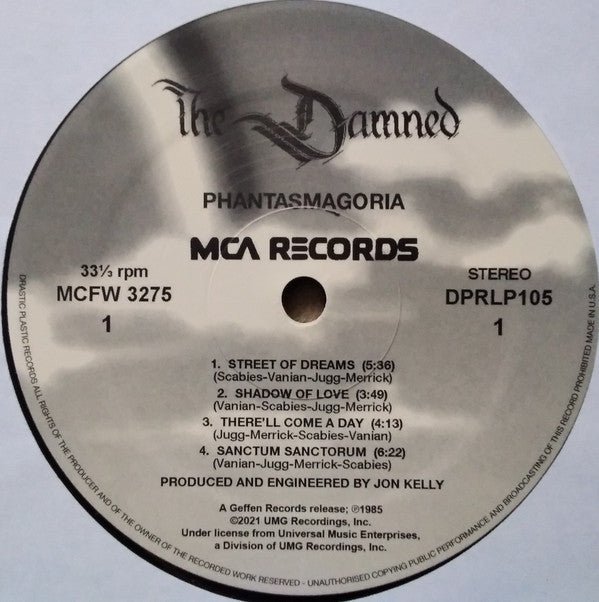 The Damned
PHANTASMAGORIA
MCA RECORDS
33⅓ rpm
MCFW 3275
1
STEREO
DPRLP105
1
1. STREET OF DREAMS (5:36)
(Scabies-Vanian-Jugg-Merrick)
2. SHADOW OF LOVE (3:49)
(Vanian-Scabies-Jugg-Merrick)
3. THERE'LL COME A DAY (4:13)
(Jugg-Merrick-Scabies-Vanian)
4. SANCTUM SANCTORUM (6:22)
(Vanian-Jugg-Merrick-Scabies)
PRODUCED AND ENGINEERED BY JON KELLY
A Geffen Records release; ℗1985
©2021 UMG Recordings, Inc.
Under license from Universal Music Enterprises,
a Division of UMG Recordings, Inc.
DRASTIC PLASTIC RECORDS ALL RIGHTS OF THE PRODUCER AND OF THE OWNER OF THE RECORDED WORK RESERVED - UNAUTHORISED COPYING PUBLIC PERFORMANCE AND BROADCASTING OF THIS RECORD PROHIBITED MADE IN U.S.A.